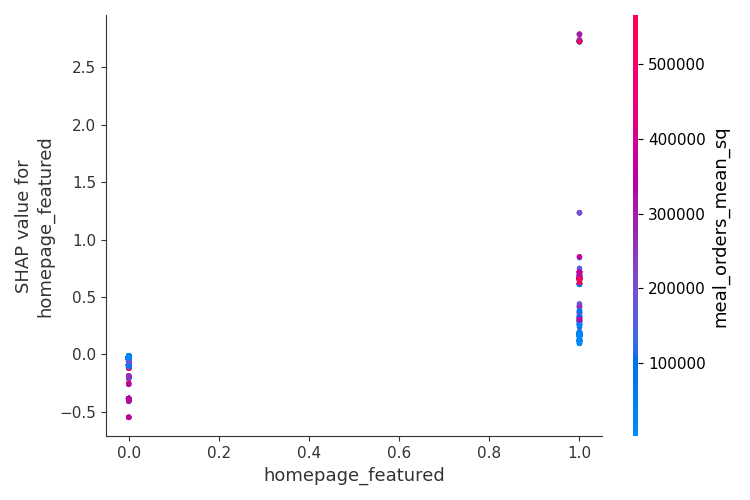 2.5
2.0
1.5
1.0
0.5
0.0
−0.5
SHAP value for
homepage_featured
0.0 0.2 0.4 0.6 0.8 1.0
homepage_featured
500000
400000
300000
200000
100000
meal_orders_mean_sq